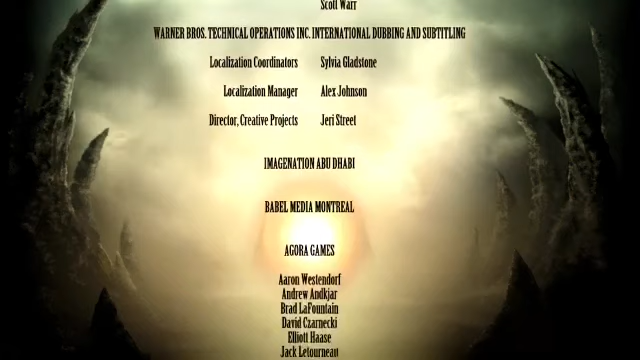 Scott Warr
WARNER BROS. TECHNICAL OPERATIONS INC. INTERNATIONAL DUBBING AND SUBTITLING
Localization Coordinators Sylvia Gladstone
Localization Manager Alex Johnson
Director, Creative Projects Jeri Street
IMAGENATION ABU DHABI
BABEL MEDIA MONTREAL
AGORA GAMES
Aaron Westendorf
Andrew Andkjar
Brad LaFountain
David Czarnecki
Elliott Haase
Jack Letourneau